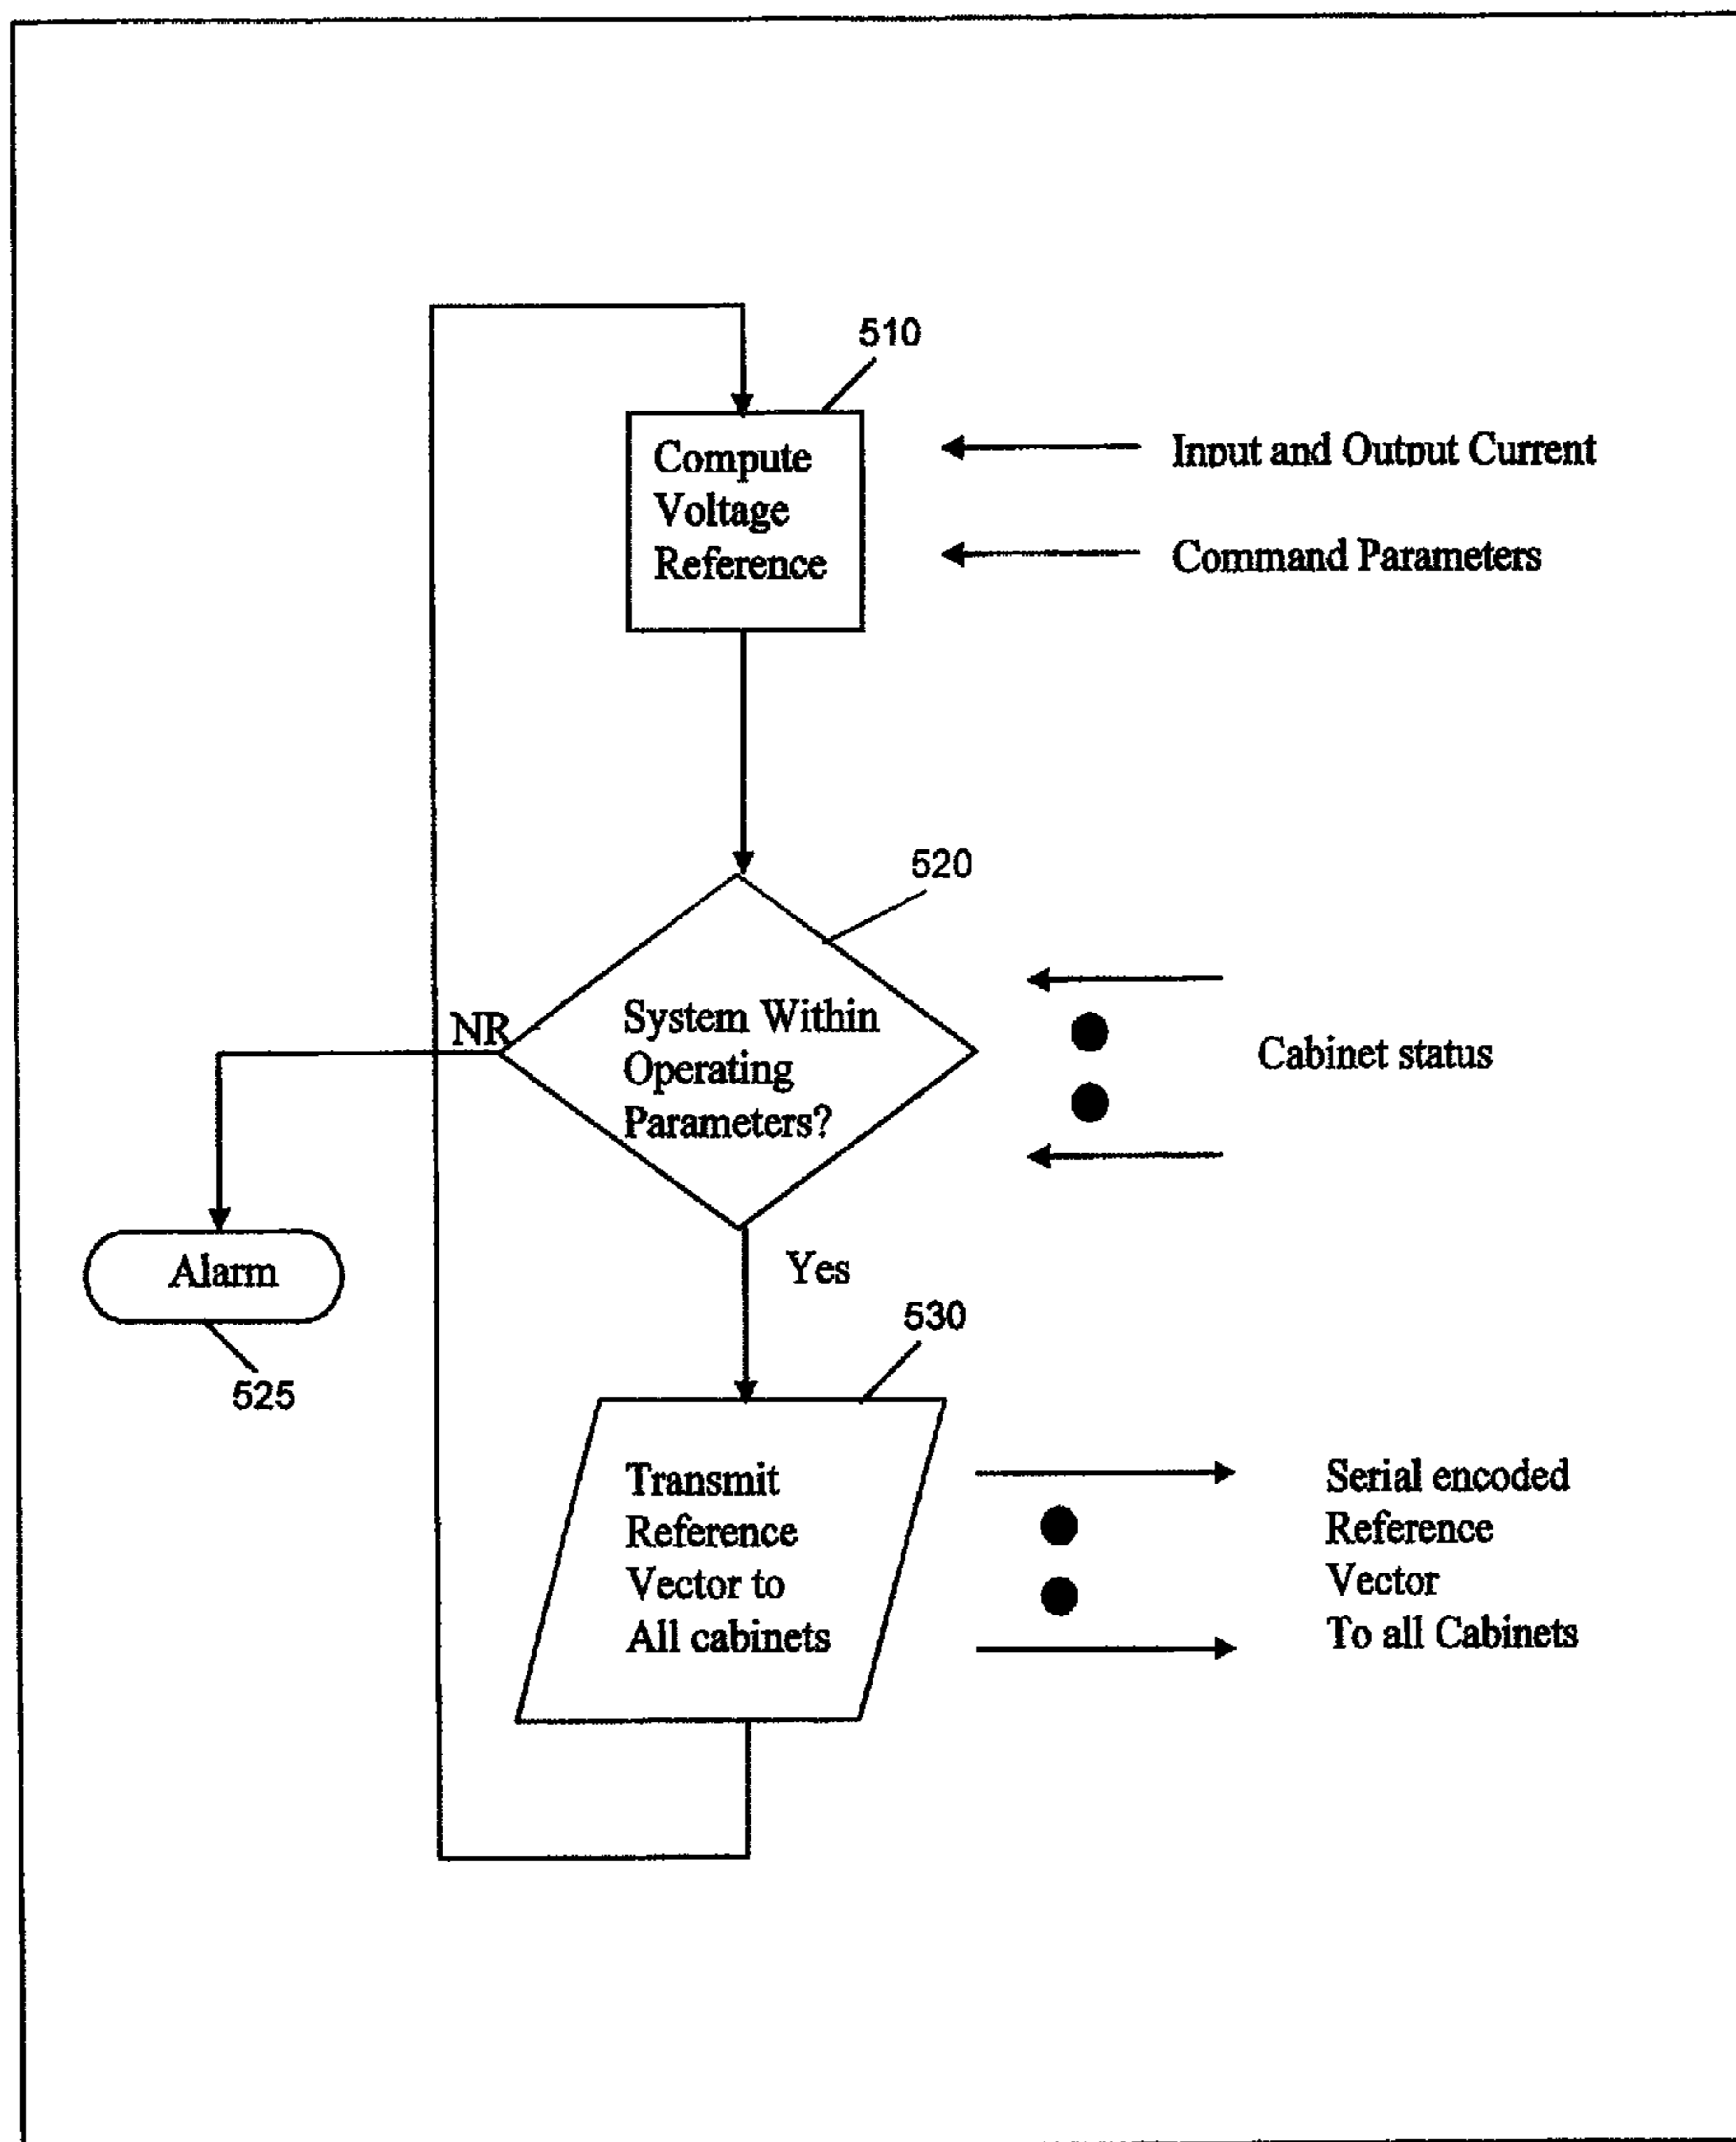 510
Compute
Voltage
Reference
Input and Output Current
Command Parameters
520
System Within
Operating
Parameters?
NR
Cabinet status
Alarm
525
Yes
530
Transmit
Reference
Vector to
All cabinets
Serial encoded
Reference
Vector
To all Cabinets